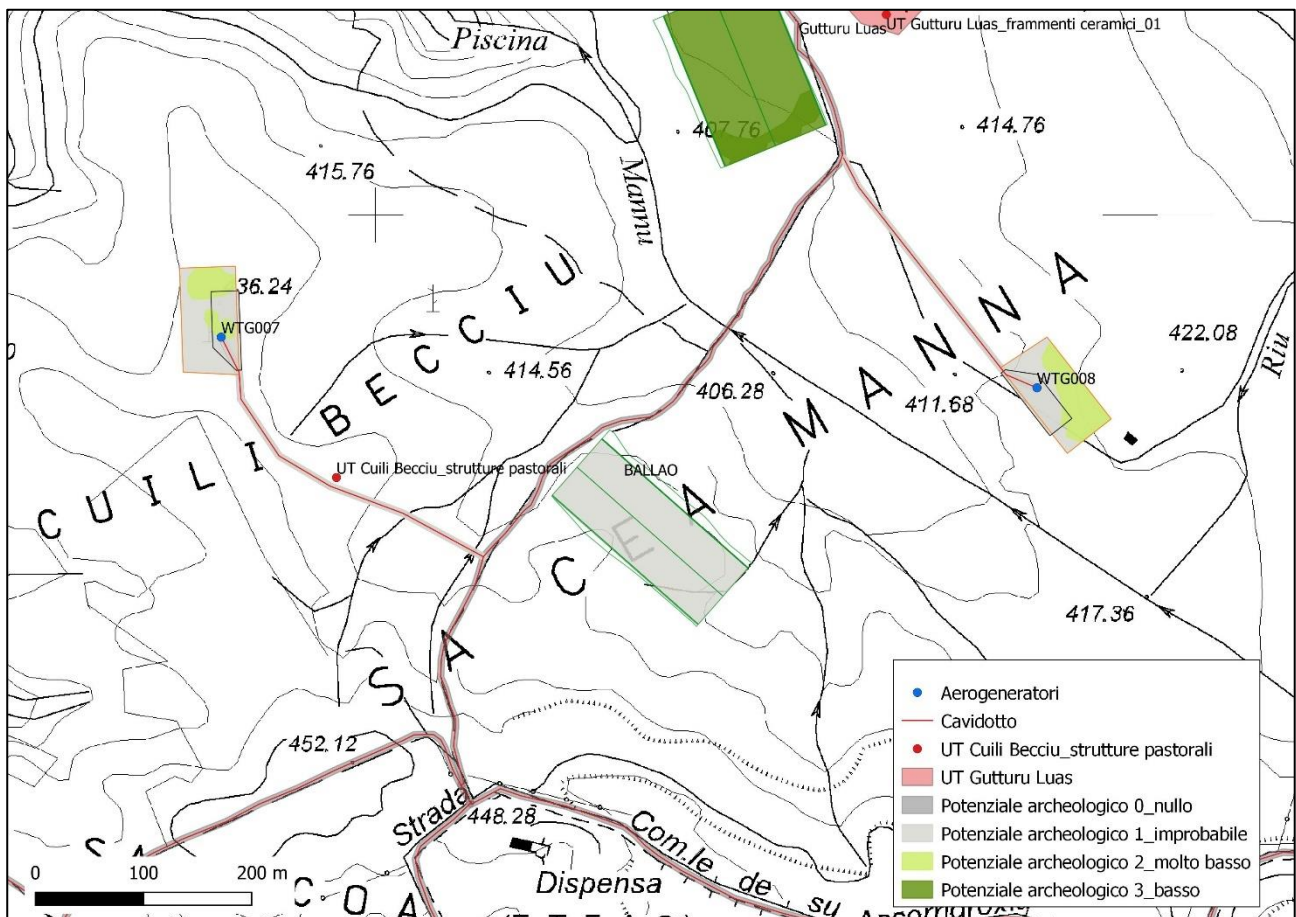 Piscina
Gutturu Luas
UT Gutturu Luas_frammenti ceramici_01
407.76
414.76
415.76
Mannu
36.24
WTG007
CUILI BECCIU
414.56
406.28
MANNA
422.08
Riu
411.68
WTG008
UT Cuili Becciu_strutture pastorali
BALLAO
CEA
417.36
SA
452.12
Strada
448.28
Com.le de su
Dispensa
COA
Aerogeneratori
Cavidotto
UT Cuili Becciu_strutture pastorali
UT Gutturu Luas
Potenziale archeologico 0_nullo
Potenziale archeologico 1_improbabile
Potenziale archeologico 2_molto basso
Potenziale archeologico 3_basso
0 100 200 m